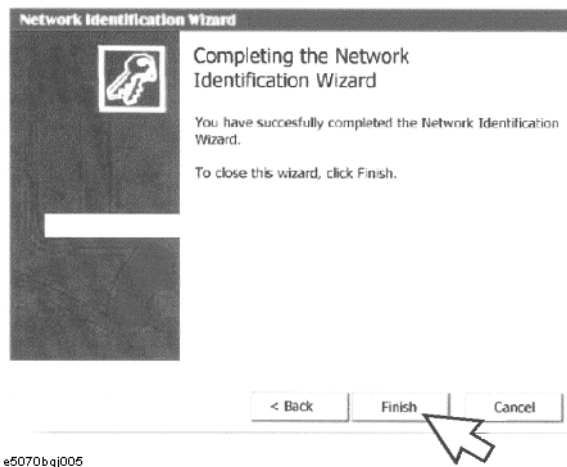 Network Identification Wizard
Completing the Network
Identification Wizard
You have succesfully completed the Network Identification
Wizard.
To close this wizard, click Finish.
< Back
Finish
Cancel
e5070bqj005